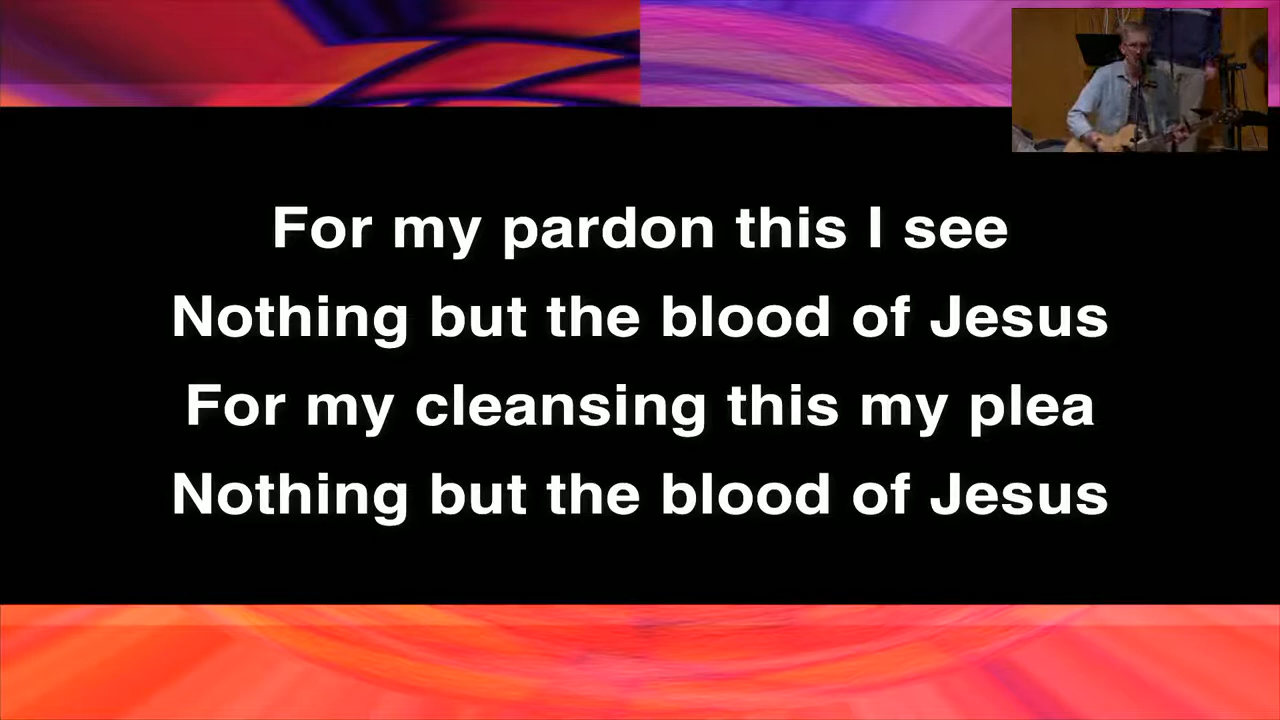 For my pardon this I see
Nothing but the blood of Jesus
For my cleansing this my plea
Nothing but the blood of Jesus